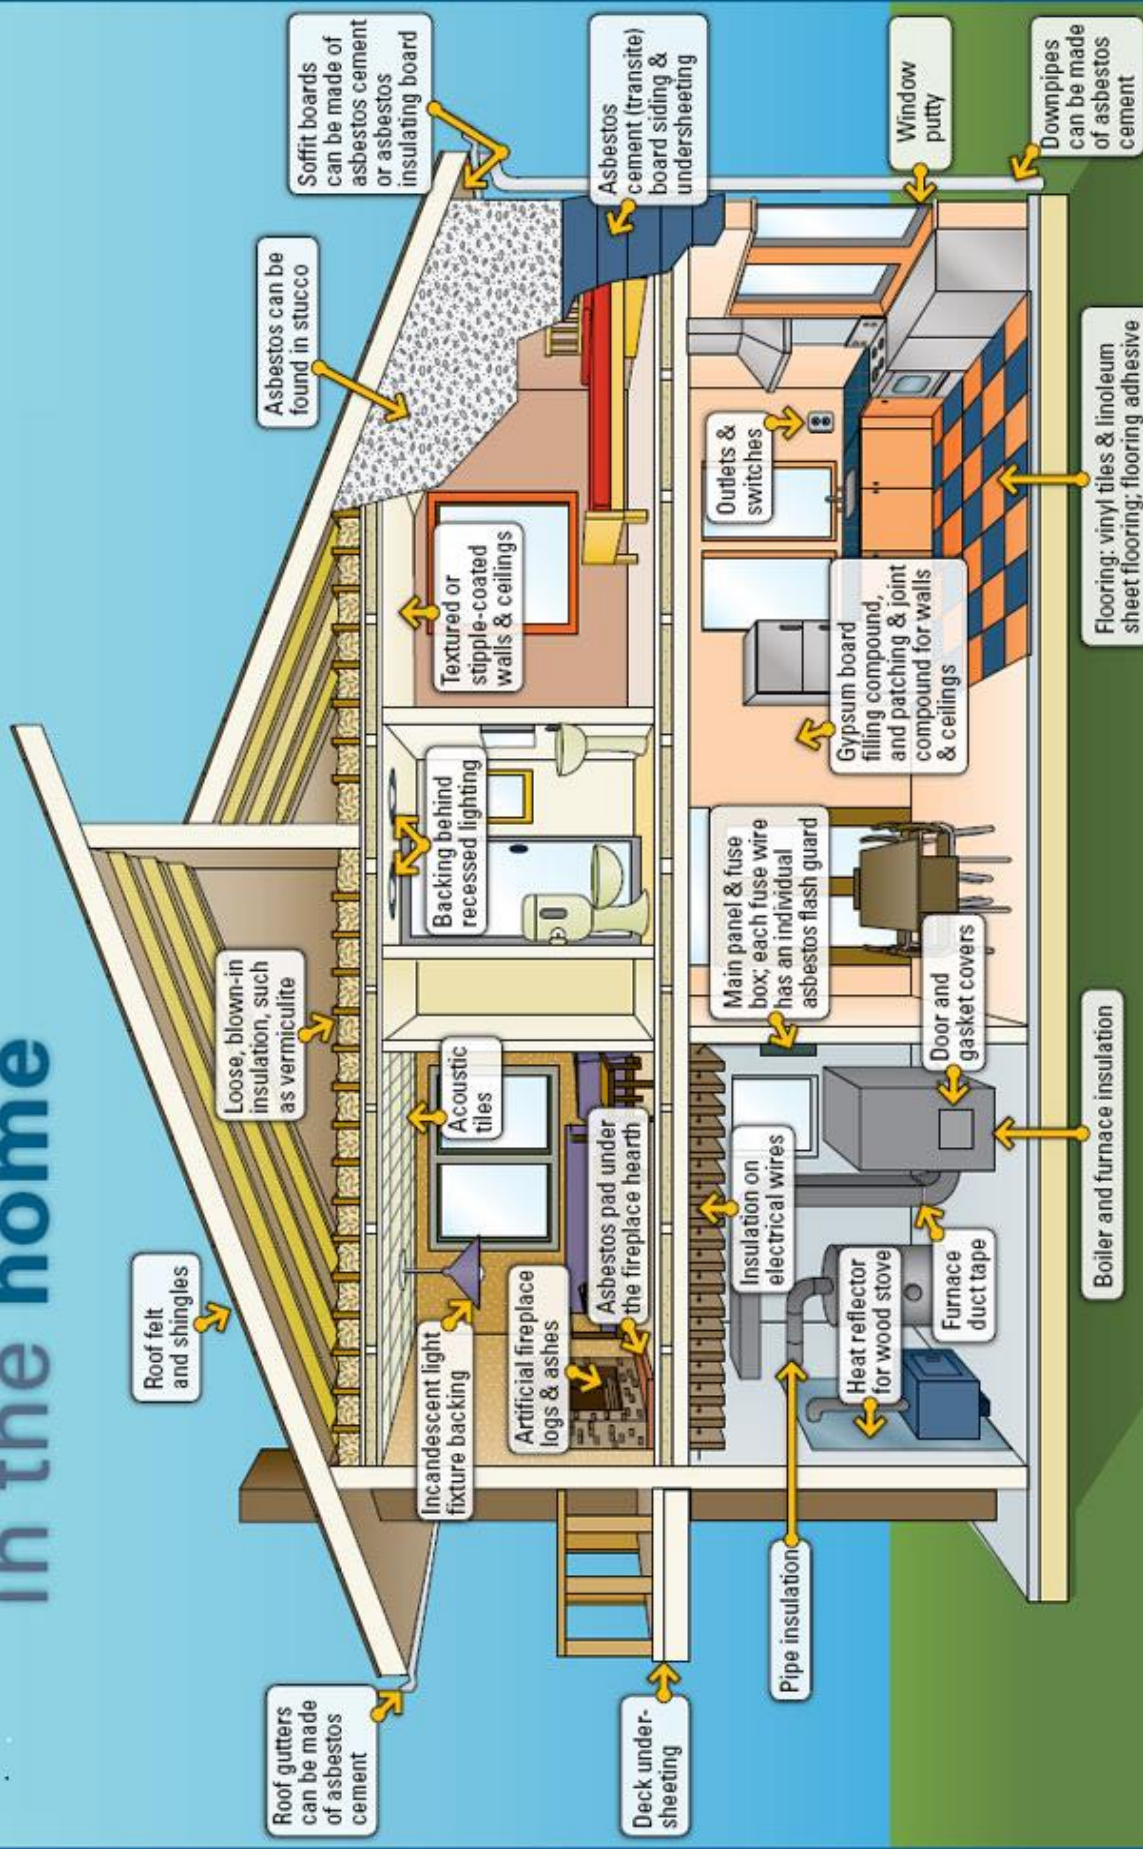 in the home
Roof felt
and shingles
Loose, blown-in
insulation, such
as vermiculite
Asbestos can be
found in stucco
Soffit boards
can be made of
asbestos cement
or asbestos
insulating board
Roof gutters
can be made
of asbestos
cement
Incandescent light
fixture backing
Acoustic
tiles
Backing behind
recessed lighting
Textured or
stipple-coated
walls & ceilings
Asbestos
cement (transite)
board siding &
undersheeting
Artificial fireplace
logs & ashes
Asbestos pad under
the fireplace hearth
Deck under-
sheeting
Insulation on
electrical wires
Main panel & fuse
box; each fuse wire
has an individual
asbestos flash guard
Outlets &
switches
Window
putty
Pipe insulation
Heat reflector
for wood stove
Furnace
duct tape
Door and
gasket covers
Gypsum board
filling compound,
and patching & joint
compound for walls
& ceilings
Downpipes
can be made
of asbestos
cement
Boiler and furnace insulation
Flooring: vinyl tiles & linoleum
sheet flooring; flooring adhesive